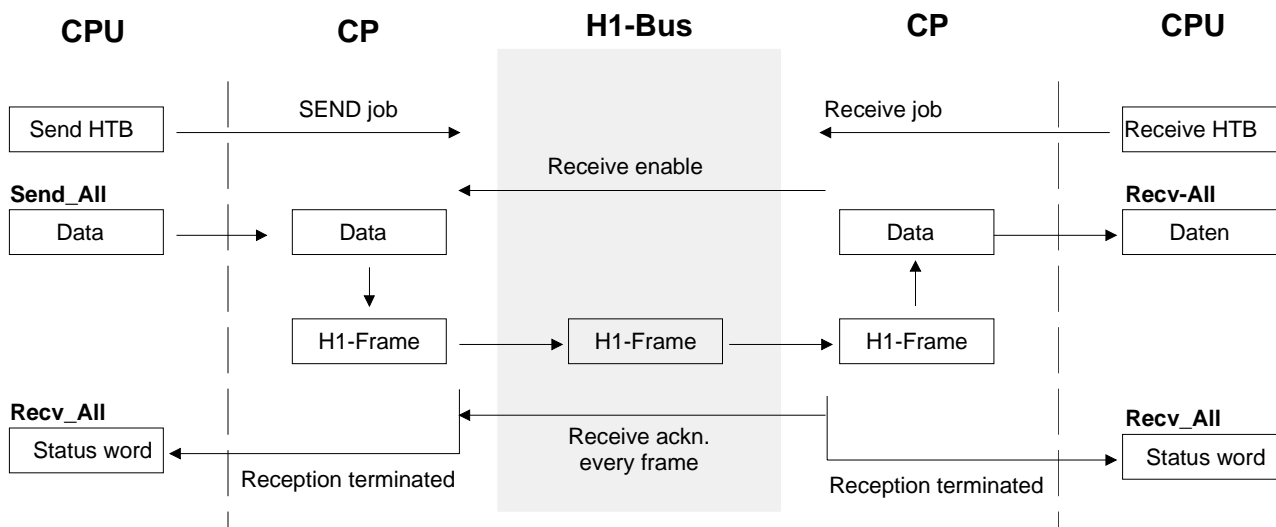 CPU
CP
H1-Bus
CP
CPU
SEND job
Receive job
Send HTB
Receive HTB
Receive enable
Send_All
Recv-All
Data
Data
Data
Daten
H1-Frame
H1-Frame
H1-Frame
Recv_All
Recv_All
Receive ackn.
every frame
Status word
Status word
Reception terminated
Reception terminated